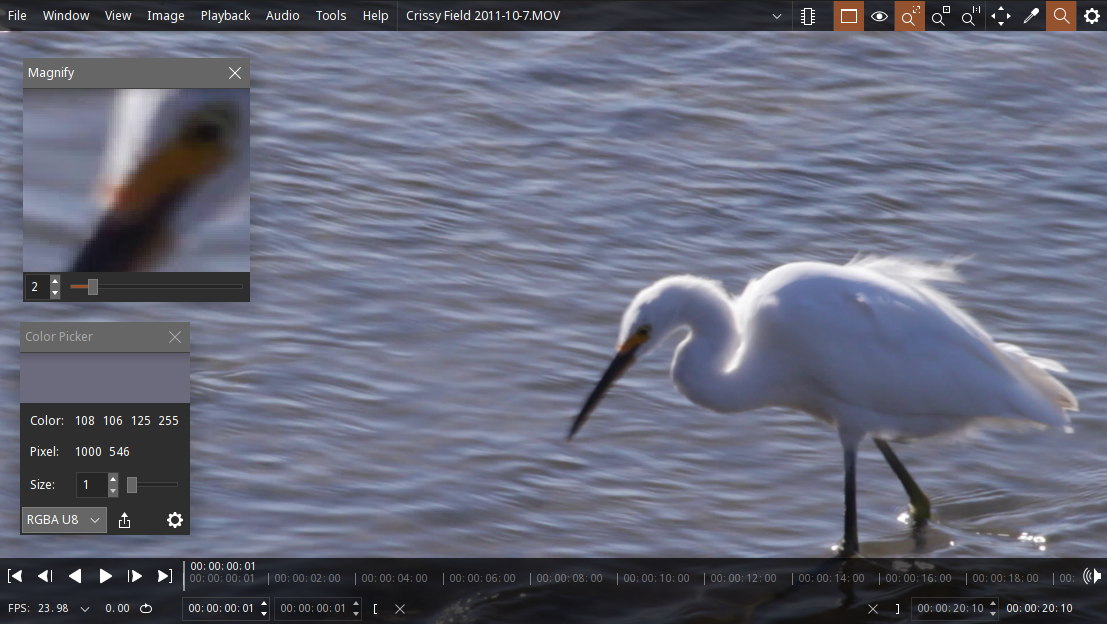 File Window View Image Playback Audio Tools Help Crissy Field 2011-10-7.MOV
1:1
Magnify
2
Color Picker
Color: 108 106 125 255
Pixel: 1000 546
Size: 1
RGBA U8
00:00:00:01
00:00:00:01 00:00:02:00 00:00:04:00 00:00:06:00 00:00:08:00 00:00:10:00 00:00:12:00 00:00:14:00 00:00:16:00 00:00:18:00 00:
FPS: 23.98 0.00 00:00:00:01 00:00:00:01 [ ] 00:00:20:10 00:00:20:10